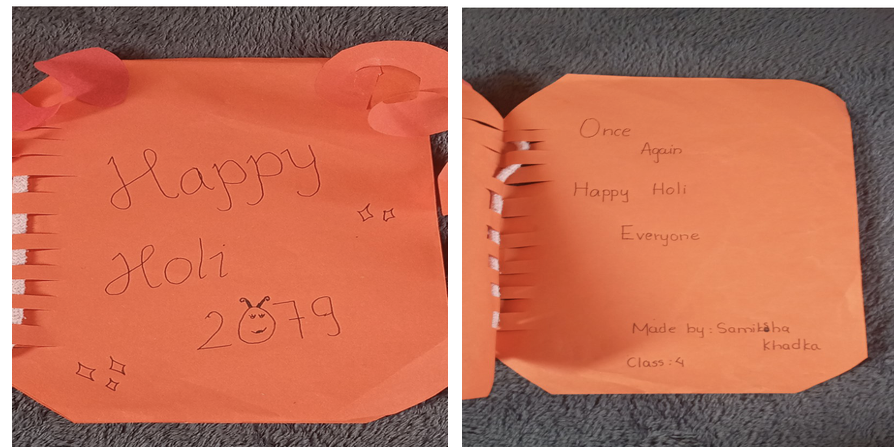 Happy
Holi
2079
Once
Again
Happy Holi
Everyone
Made by: Samiksha
Khadka
Class: 4